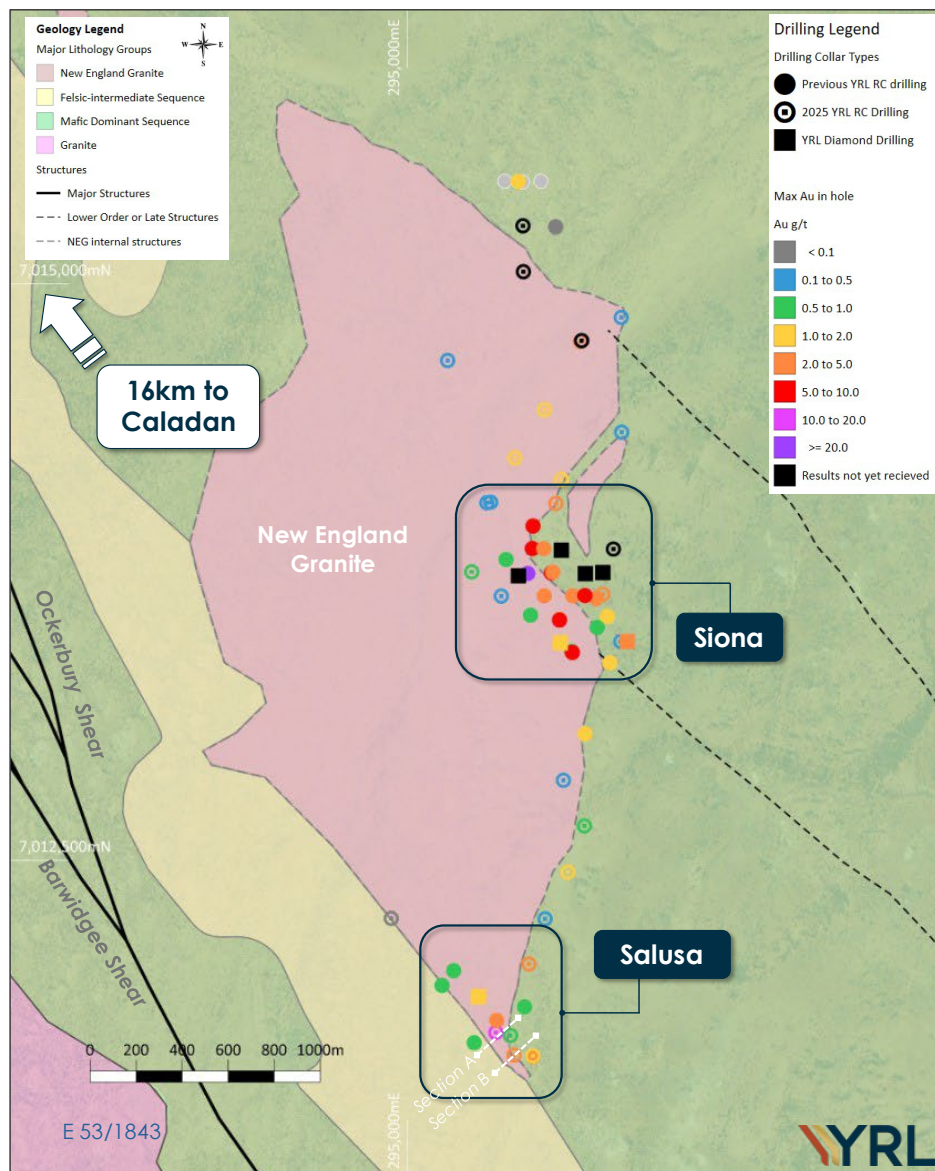 Geology Legend
Major Lithology Groups
N
W
E
S
New England Granite
Felsic-intermediate Sequence
Mafic Dominant Sequence
Granite
Structures
Major Structures
Lower Order or Late Structures
NEG internal structures
295,000mE
Drilling Legend
Drilling Collar Types
Previous YRL RC drilling
2025 YRL RC Drilling
YRL Diamond Drilling
Max Au in hole
Au g/t
< 0.1
0.1 to 0.5
0.5 to 1.0
1.0 to 2.0
2.0 to 5.0
5.0 to 10.0
10.0 to 20.0
>= 20.0
Results not yet recieved
7,015,000mN
16km to
Caladan
New England
Granite
Siona
Ockerbury Shear
7,012,500mN
Barwidgee Shear
Salusa
Section A
Section B
0 200 400 600 800 1000m
295,000mE
E 53/1843
YRL